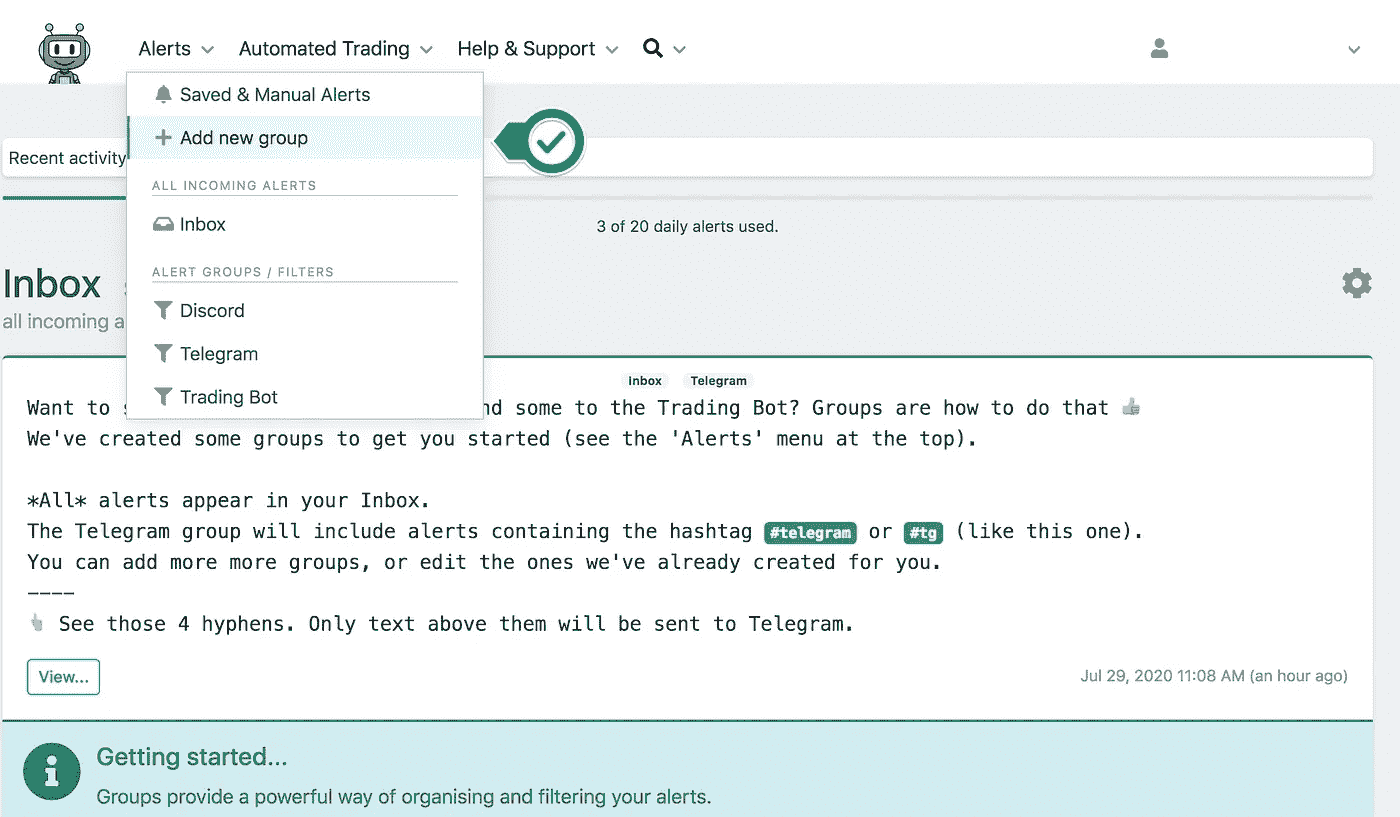 Alerts Automated Trading Help & Support
Saved & Manual Alerts
Add new group
Recent activity
ALL INCOMING ALERTS
Inbox
3 of 20 daily alerts used.
ALERT GROUPS / FILTERS
Discord
Telegram
Trading Bot
Inbox
all incoming a
Inbox Telegram
Want to nd some to the Trading Bot? Groups are how to do that 👍
We've created some groups to get you started (see the 'Alerts' menu at the top).
*All* alerts appear in your Inbox.
The Telegram group will include alerts containing the hashtag #telegram or #tg (like this one).
You can add more more groups, or edit the ones we've already created for you.
----
👆 See those 4 hyphens. Only text above them will be sent to Telegram.
View...
Jul 29, 2020 11:08 AM (an hour ago)
Getting started...
Groups provide a powerful way of organising and filtering your alerts.